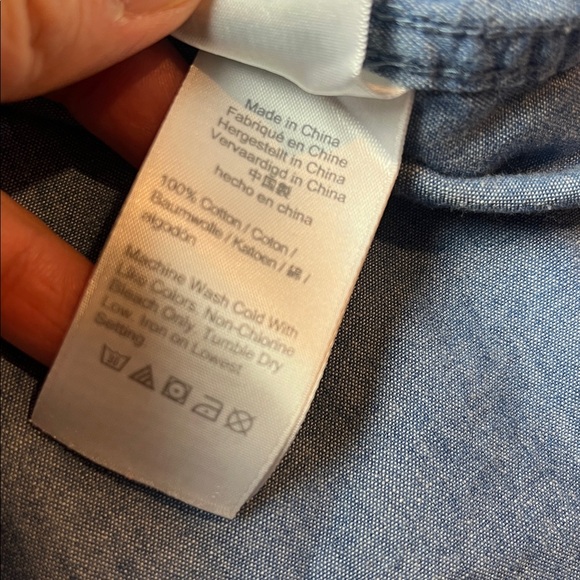 Made in China
Fabriqué en Chine
Hergestellt in China
Vervaardigd in China
中国製
hecho en china
100% Cotton / Coton /
Baumwolle / Katoen / 綿 /
algodón
Machine Wash Cold With
Like Colors. Non-Chlorine
Bleach Only. Tumble Dry
Low. Iron on Lowest
Setting